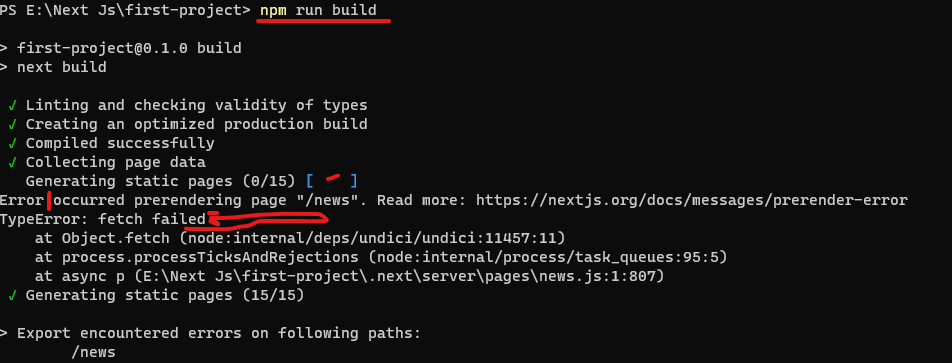 PS E:\Next Js\first-project> npm run build
> first-project@0.1.0 build
> next build
✓ Linting and checking validity of types
✓ Creating an optimized production build
✓ Compiled successfully
✓ Collecting page data
Generating static pages (0/15) [ ]
Error occurred prerendering page "/news". Read more: https://nextjs.org/docs/messages/prerender-error
TypeError: fetch failed
at Object.fetch (node:internal/deps/undici/undici:11457:11)
at process.processTicksAndRejections (node:internal/process/task_queues:95:5)
at async p (E:\Next Js\first-project\.next\server\pages\news.js:1:807)
✓ Generating static pages (15/15)
> Export encountered errors on following paths:
/news